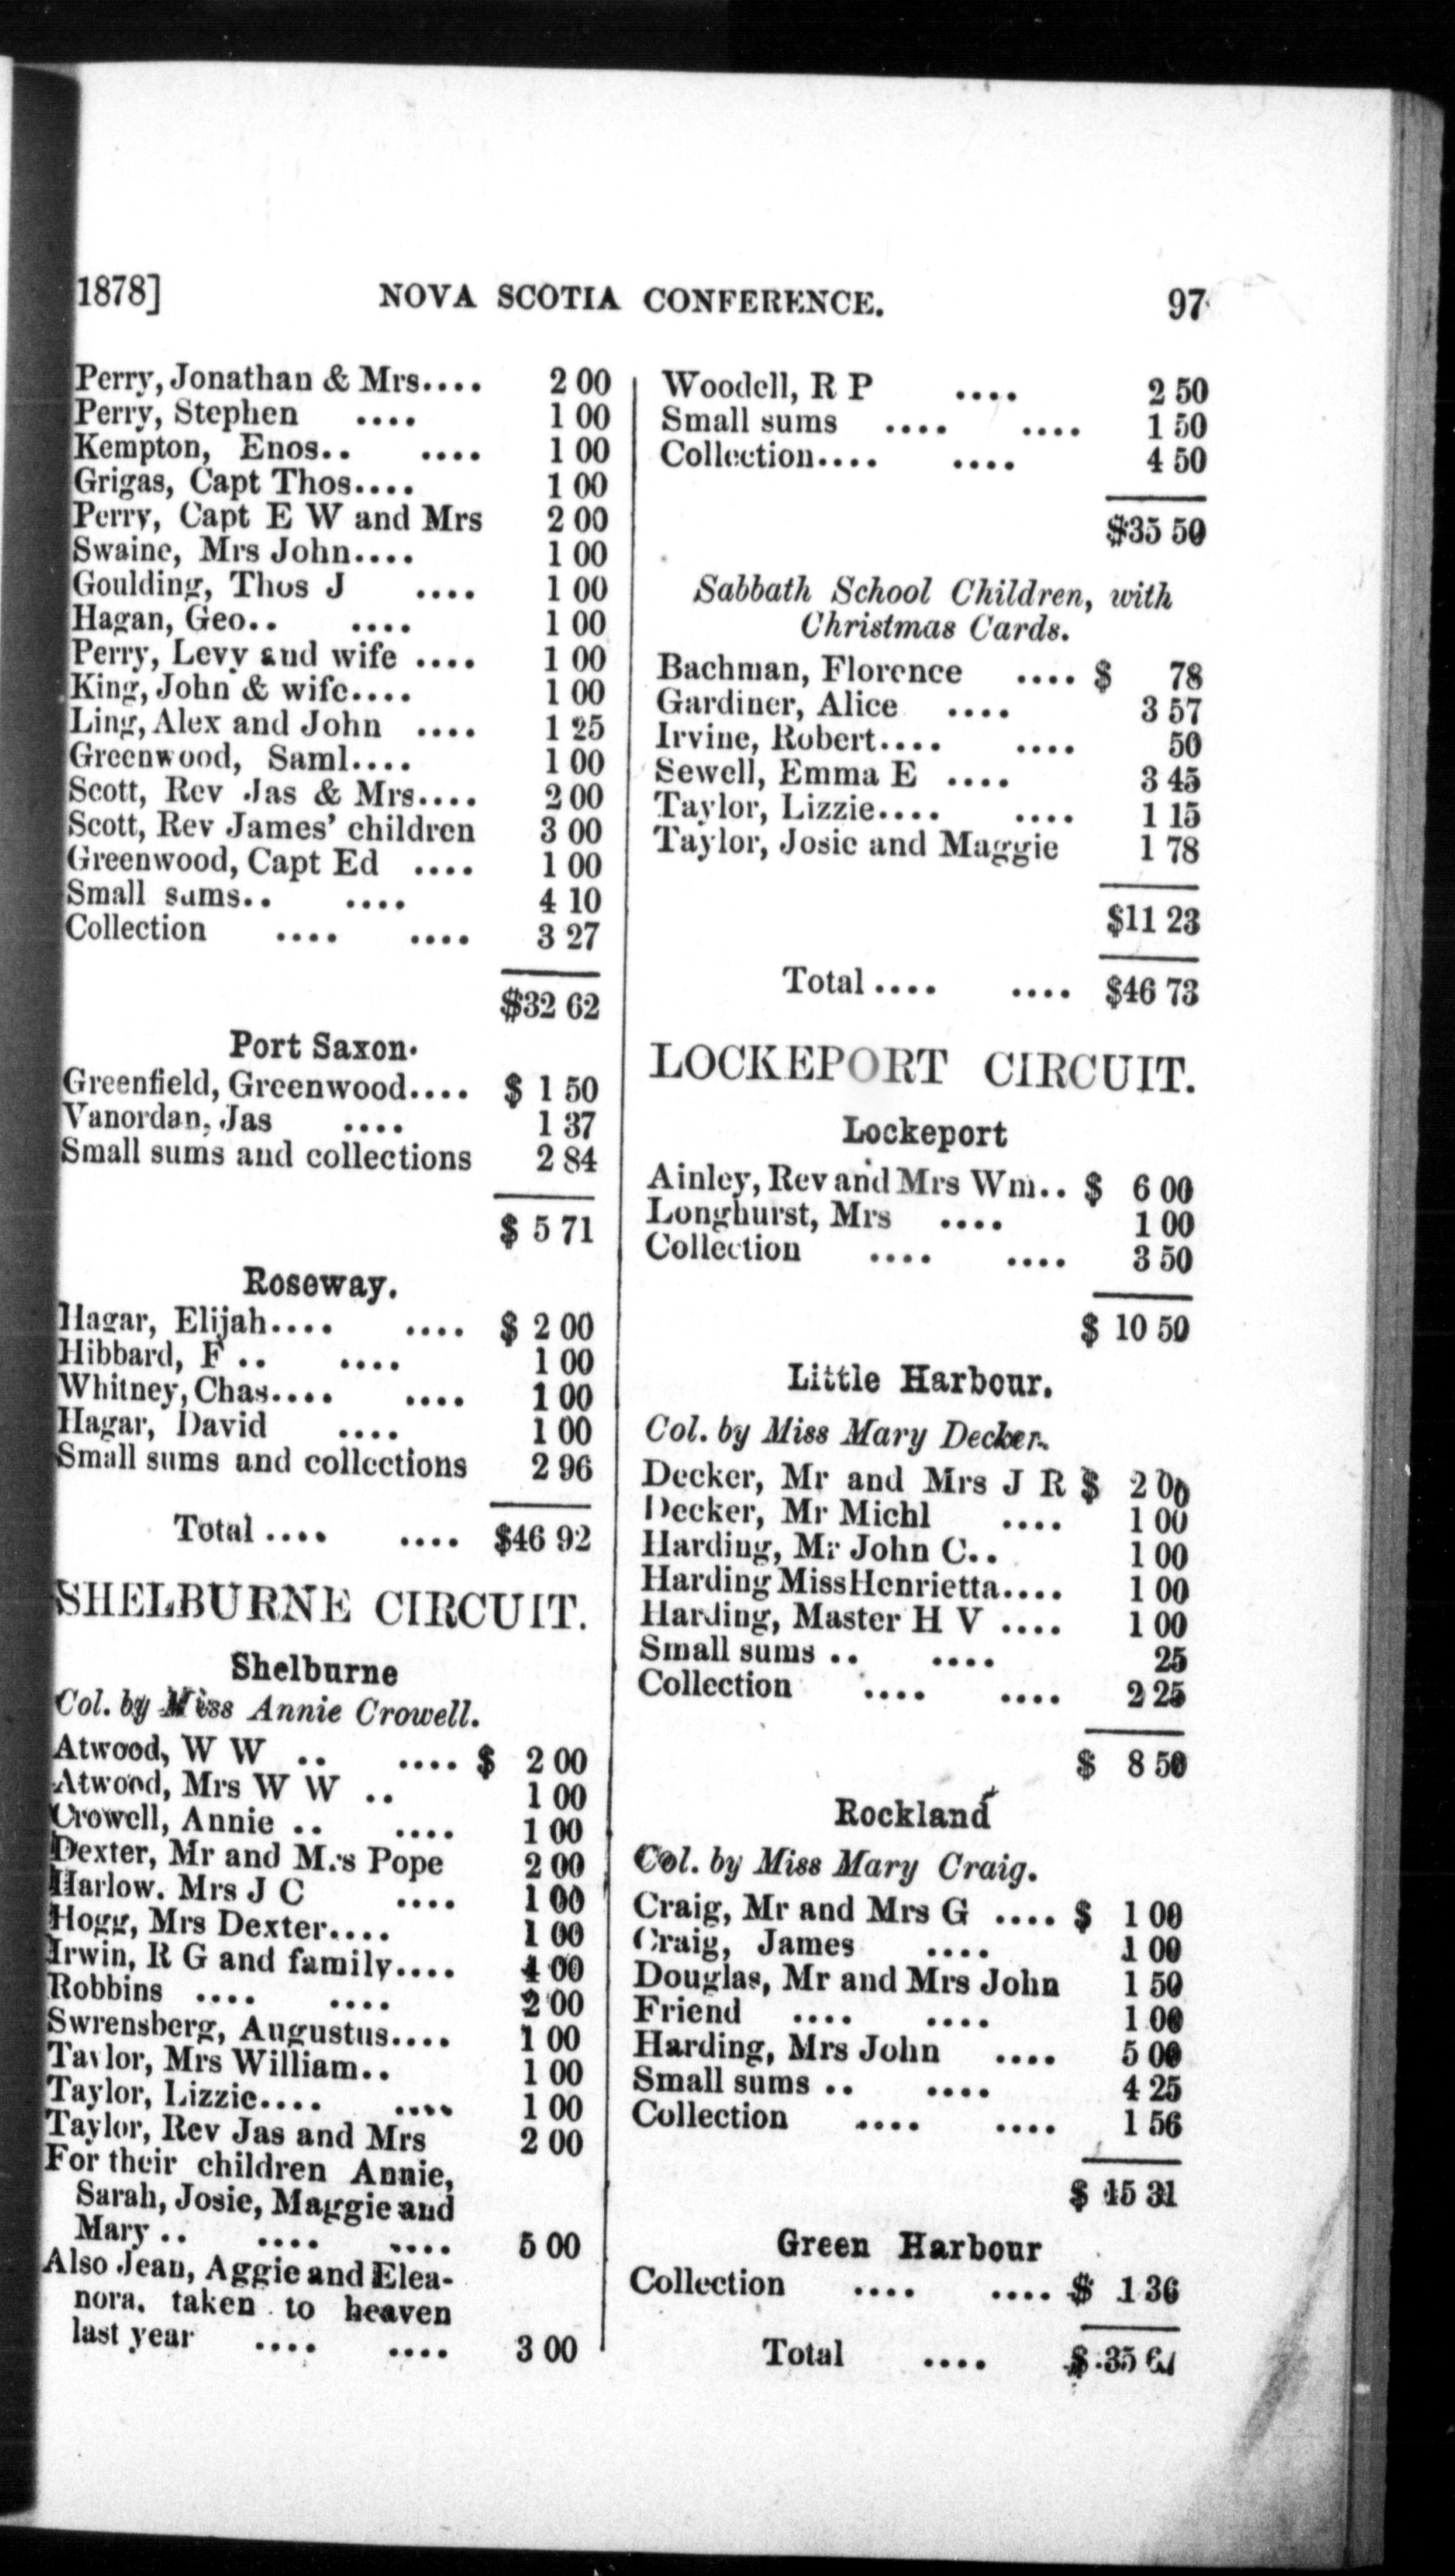 1878] NOVA SCOTIA CONFERENCE. 97
Perry, Jonathan & Mrs.... 2 00
Perry, Stephen .... 1 00
Kempton, Enos.. .... 1 00
Grigas, Capt Thos.... 1 00
Perry, Capt E W and Mrs 2 00
Swaine, Mrs John.... 1 00
Goulding, Thos J .... 1 00
Hagan, Geo.. .... 1 00
Perry, Levy and wife .... 1 00
King, John & wife.... 1 00
Ling, Alex and John .... 1 25
Greenwood, Saml.... 1 00
Scott, Rev Jas & Mrs.... 2 00
Scott, Rev James' children 3 00
Greenwood, Capt Ed .... 1 00
Small sums.. .... 4 10
Collection .... .... 3 27
$32 62
Port Saxon.
Greenfield, Greenwood.... $ 1 50
Vanordan, Jas .... 1 37
Small sums and collections 2 84
$ 5 71
Roseway.
Hagar, Elijah.... .... $ 2 00
Hibbard, F .. .... 1 00
Whitney, Chas.... .... 1 00
Hagar, David .... 1 00
Small sums and collections 2 96
Total .... .... $46 92
SHELBURNE CIRCUIT.
Shelburne
Col. by Miss Annie Crowell.
Atwood, W W .. .... $ 2 00
Atwood, Mrs W W .. 1 00
Crowell, Annie .. .... 1 00
Dexter, Mr and Mrs Pope 2 00
Harlow. Mrs J C .... 1 00
Hogg, Mrs Dexter.... 1 00
Irwin, R G and family.... 4 00
Robbins .... .... 2 00
Swrensberg, Augustus.... 1 00
Taylor, Mrs William.. 1 00
Taylor, Lizzie.... .... 1 00
Taylor, Rev Jas and Mrs 2 00
For their children Annie,
Sarah, Josie, Maggie and
Mary .. .... .... 5 00
Also Jean, Aggie and Elea-
nora, taken to heaven
last year .... .... 3 00
Woodell, R P .... 2 50
Small sums .... .... 1 50
Collection.... .... 4 50
$35 50
Sabbath School Children, with
Christmas Cards.
Bachman, Florence .... $ 78
Gardiner, Alice .... 3 57
Irvine, Robert.... .... 50
Sewell, Emma E .... 3 45
Taylor, Lizzie.... .... 1 15
Taylor, Josie and Maggie 1 78
$11 23
Total .... .... $46 73
LOCKEPORT CIRCUIT.
Lockeport
Ainley, Rev and Mrs Wm.. $ 6 00
Longhurst, Mrs .... 1 00
Collection .... .... 3 50
$ 10 50
Little Harbour.
Col. by Miss Mary Decker.
Decker, Mr and Mrs J R $ 2 00
Decker, Mr Michl .... 1 00
Harding, Mr John C.. 1 00
Harding Miss Henrietta.... 1 00
Harding, Master H V .... 1 00
Small sums .. .... 25
Collection .... .... 2 25
$ 8 50
Rockland
Col. by Miss Mary Craig.
Craig, Mr and Mrs G .... $ 1 00
Craig, James .... 1 00
Douglas, Mr and Mrs John 1 50
Friend .... .... 1 00
Harding, Mrs John .... 5 00
Small sums .. .... 4 25
Collection .... .... 1 56
$ 15 31
Green Harbour
Collection .... .... $ 1 36
Total .... $ 35 67